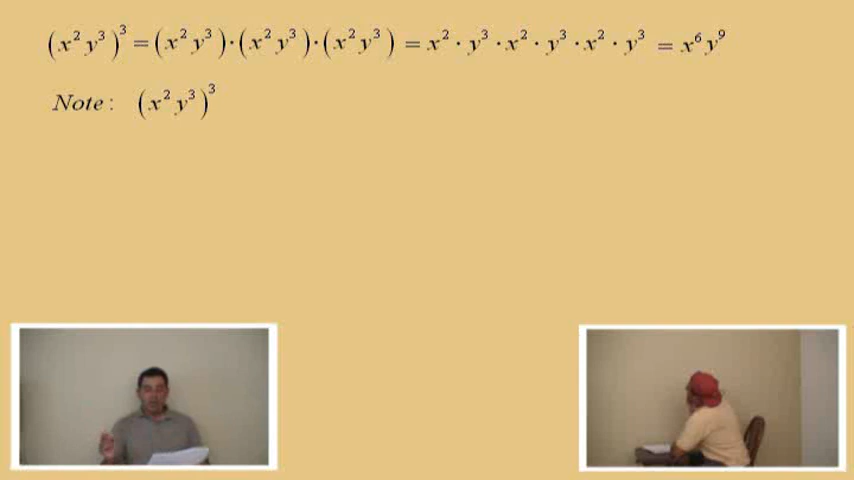 (x²y³)³ = (x²y³)·(x²y³)·(x²y³) = x²·y³·x²·y³·x²·y³ = x⁶y⁹
Note: (x²y³)³